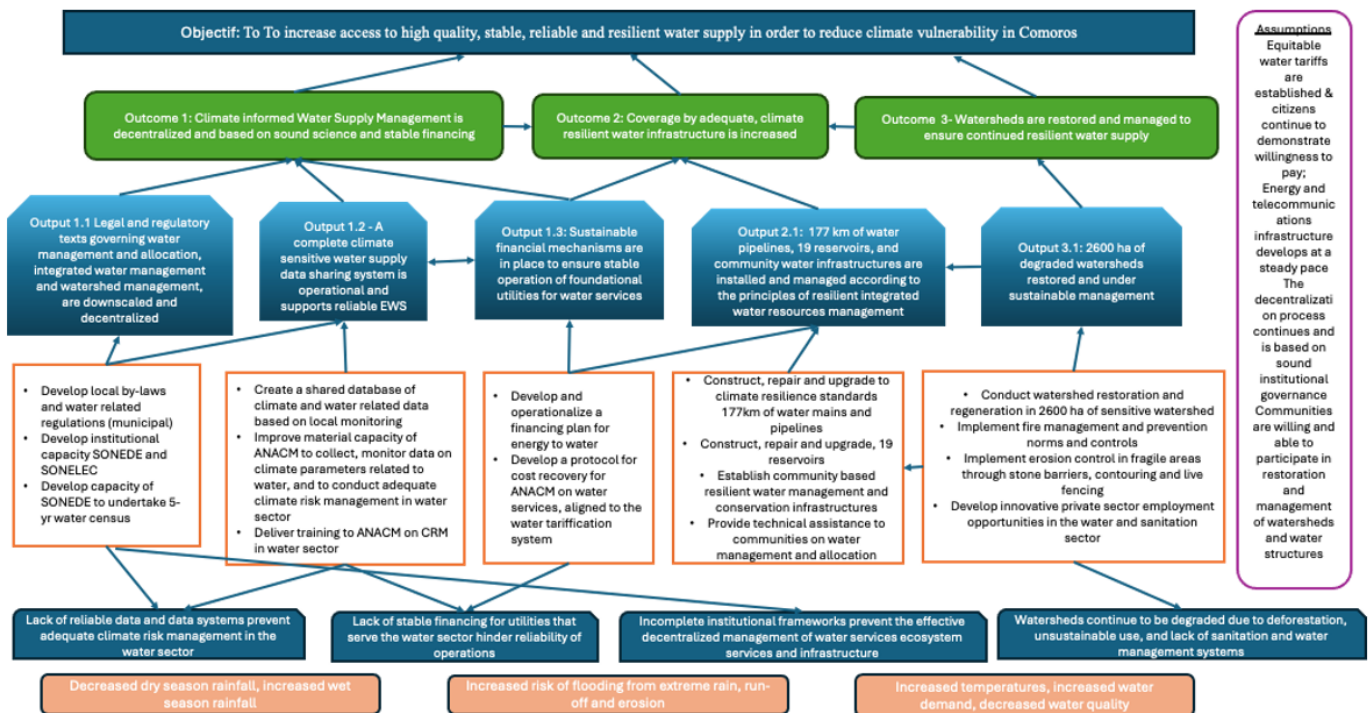 Objectif: To To increase access to high quality, stable, reliable and resilient water supply in order to reduce climate vulnerability in Comoros
Outcome 1: Climate informed Water Supply Management is
decentralized and based on sound science and stable financing
Outcome 2: Coverage by adequate, climate
resilient water infrastructure is increased
Outcome 3- Watersheds are restored and managed to
ensure continued resilient water supply
Output 1.1 Legal and regulatory
texts governing water
management and allocation,
integrated water management
and watershed management,
are downscaled and
decentralized
Output 1.2 - A
complete climate
sensitive water supply
data sharing system is
operational and
supports reliable EWS
Output 1.3: Sustainable
financial mechanisms are
in place to ensure stable
operation of foundational
utilities for water services
Output 2.1: 177 km of water
pipelines, 19 reservoirs, and
community water infrastructures are
installed and managed according to
the principles of resilient integrated
water resources management
Output 3.1: 2600 ha of
degraded watersheds
restored and under
sustainable management
• Develop local by-laws
and water related
regulations (municipal)
• Develop institutional
capacity SONEDE and
SONELEC
• Develop capacity of
SONEDE to undertake 5-
yr water census
• Create a shared database of
climate and water related data
based on local monitoring
• Improve material capacity of
ANACM to collect, monitor data on
climate parameters related to
water, and to conduct adequate
climate risk management in water
sector
• Deliver training to ANACM on CRM
in water sector
• Develop and
operationalize a
financing plan for
energy to water
• Develop a protocol for
cost recovery for
ANACM on water
services, aligned to the
water tariffication
system
• Construct, repair and upgrade to
climate resilience standards
177km of water mains and
pipelines
• Construct, repair and upgrade, 19
reservoirs
• Establish community based
resilient water management and
conservation infrastructures
• Provide technical assistance to
communities on water
management and allocation
• Conduct watershed restoration and
regeneration in 2600 ha of sensitive watershed
• Implement fire management and prevention
norms and controls
• Implement erosion control in fragile areas
through stone barriers, contouring and live
fencing
• Develop innovative private sector employment
opportunities in the water and sanitation
sector
Lack of reliable data and data systems prevent
adequate climate risk management in the
water sector
Lack of stable financing for utilities that
serve the water sector hinder reliability of
operations
Incomplete institutional frameworks prevent the effective
decentralized management of water services ecosystem
services and infrastructure
Watersheds continue to be degraded due to deforestation,
unsustainable use, and lack of sanitation and water
management systems
Decreased dry season rainfall, increased wet
season rainfall
Increased risk of flooding from extreme rain, run-
off and erosion
Increased temperatures, increased water
demand, decreased water quality
Assumptions
Equitable
water tariffs
are
established &
citizens
continue to
demonstrate
willingness to
pay;
Energy and
telecommunic
ations
infrastructure
develops at a
steady pace
The
decentralizati
on process
continues and
is based on
sound
institutional
governance
Communities
are willing and
able to
participate in
restoration
and
management
of watersheds
and water
structures